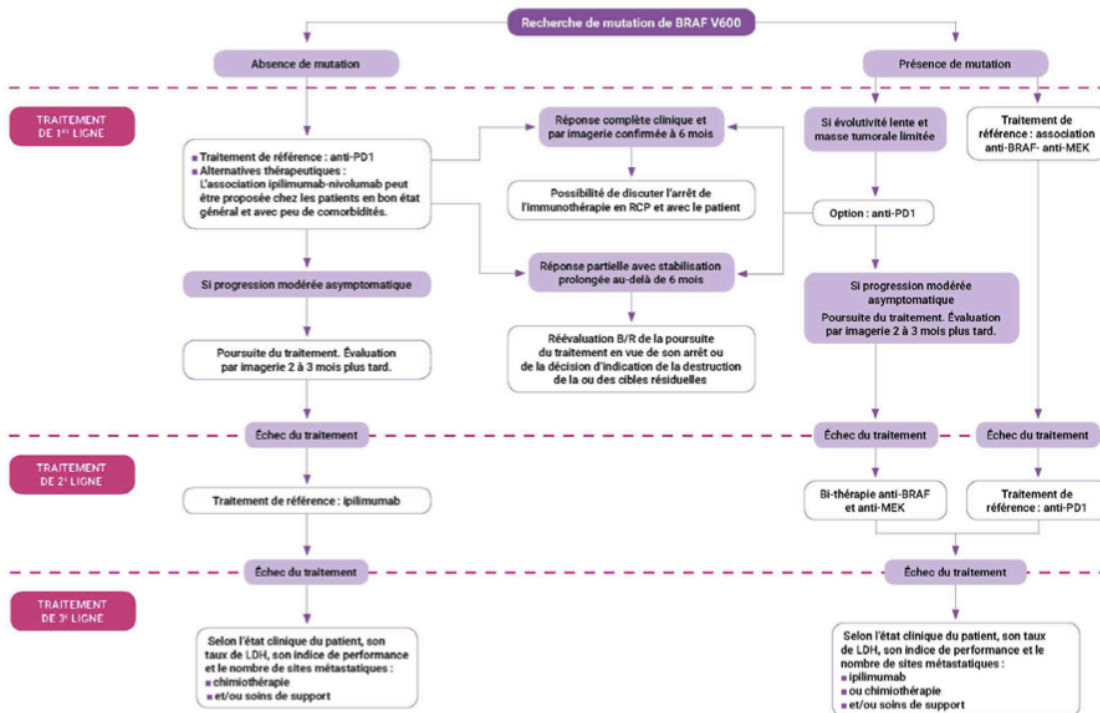 Recherche de mutation de BRAF V600
Absence de mutation
Présence de mutation
TRAITEMENT
DE 1re LIGNE
Traitement de référence : anti-PD1
Alternatives thérapeutiques :
L'association ipilimumab-nivolumab peut
être proposée chez les patients en bon état
général et avec peu de comorbidités.
Si progression modérée asymptomatique
Poursuite du traitement. Évaluation
par imagerie 2 à 3 mois plus tard.
Réponse complète clinique et
par imagerie confirmée à 6 mois
Possibilité de discuter l'arrêt de
l'immunothérapie en RCP et avec le patient
Réponse partielle avec stabilisation
prolongée au-delà de 6 mois
Réévaluation B/R de la poursuite
du traitement en vue de son arrêt ou
de la décision d'indication de la destruction
de la ou des cibles résiduelles
Si évolutivité lente et
masse tumorale limitée
Option : anti-PD1
Si progression modérée
asymptomatique
Poursuite du traitement. Évaluation
par imagerie 2 à 3 mois plus tard.
Traitement de
référence : association
anti-BRAF- anti-MEK
Échec du traitement
Échec du traitement
Échec du traitement
TRAITEMENT
DE 2e LIGNE
Traitement de référence : ipilimumab
Bi-thérapie anti-BRAF
et anti-MEK
Traitement de
référence : anti-PD1
Échec du traitement
Échec du traitement
TRAITEMENT
DE 3e LIGNE
Selon l'état clinique du patient, son
taux de LDH, son indice de performance
et le nombre de sites métastatiques :
chimiothérapie
et/ou soins de support
Selon l'état clinique du patient, son taux
de LDH, son indice de performance et le
nombre de sites métastatiques :
ipilimumab
ou chimiothérapie
et/ou soins de support